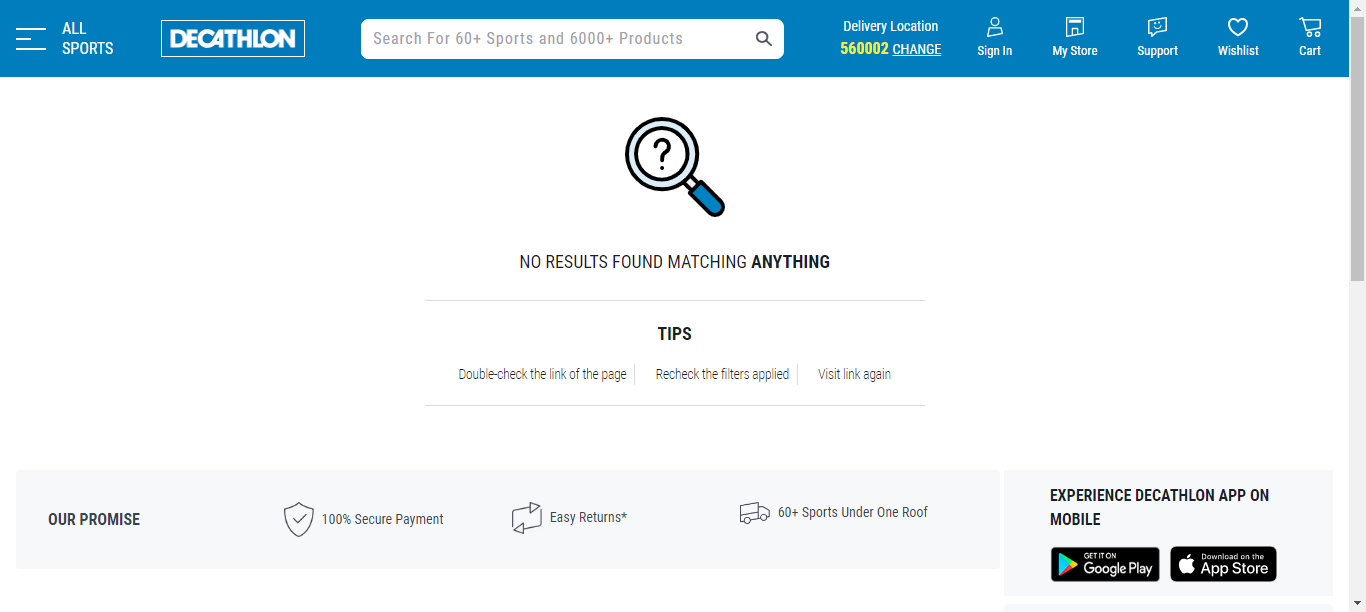 ALL
SPORTS
DECATHLON
Search For 60+ Sports and 6000+ Products
Delivery Location
560002 CHANGE
Sign In
My Store
Support
Wishlist
Cart
?
NO RESULTS FOUND MATCHING ANYTHING
TIPS
Double-check the link of the page
Recheck the filters applied
Visit link again
OUR PROMISE
100% Secure Payment
Easy Returns*
60+ Sports Under One Roof
EXPERIENCE DECATHLON APP ON
MOBILE
GET IT ON
Google Play
Download on the
App Store